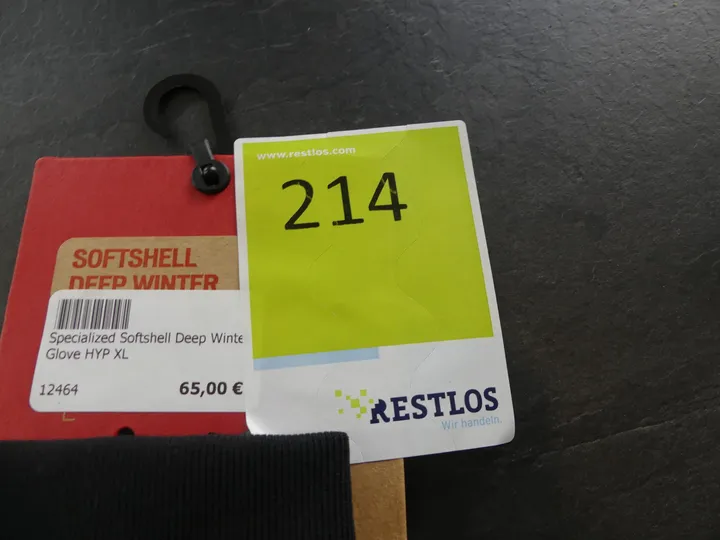 www.restlos.com
214
SOFTSHELL
DEEP WINTER
Specialized Softshell Deep Winte
Glove HYP XL
12464 65,00 €
RESTLOS
Wir handeln.